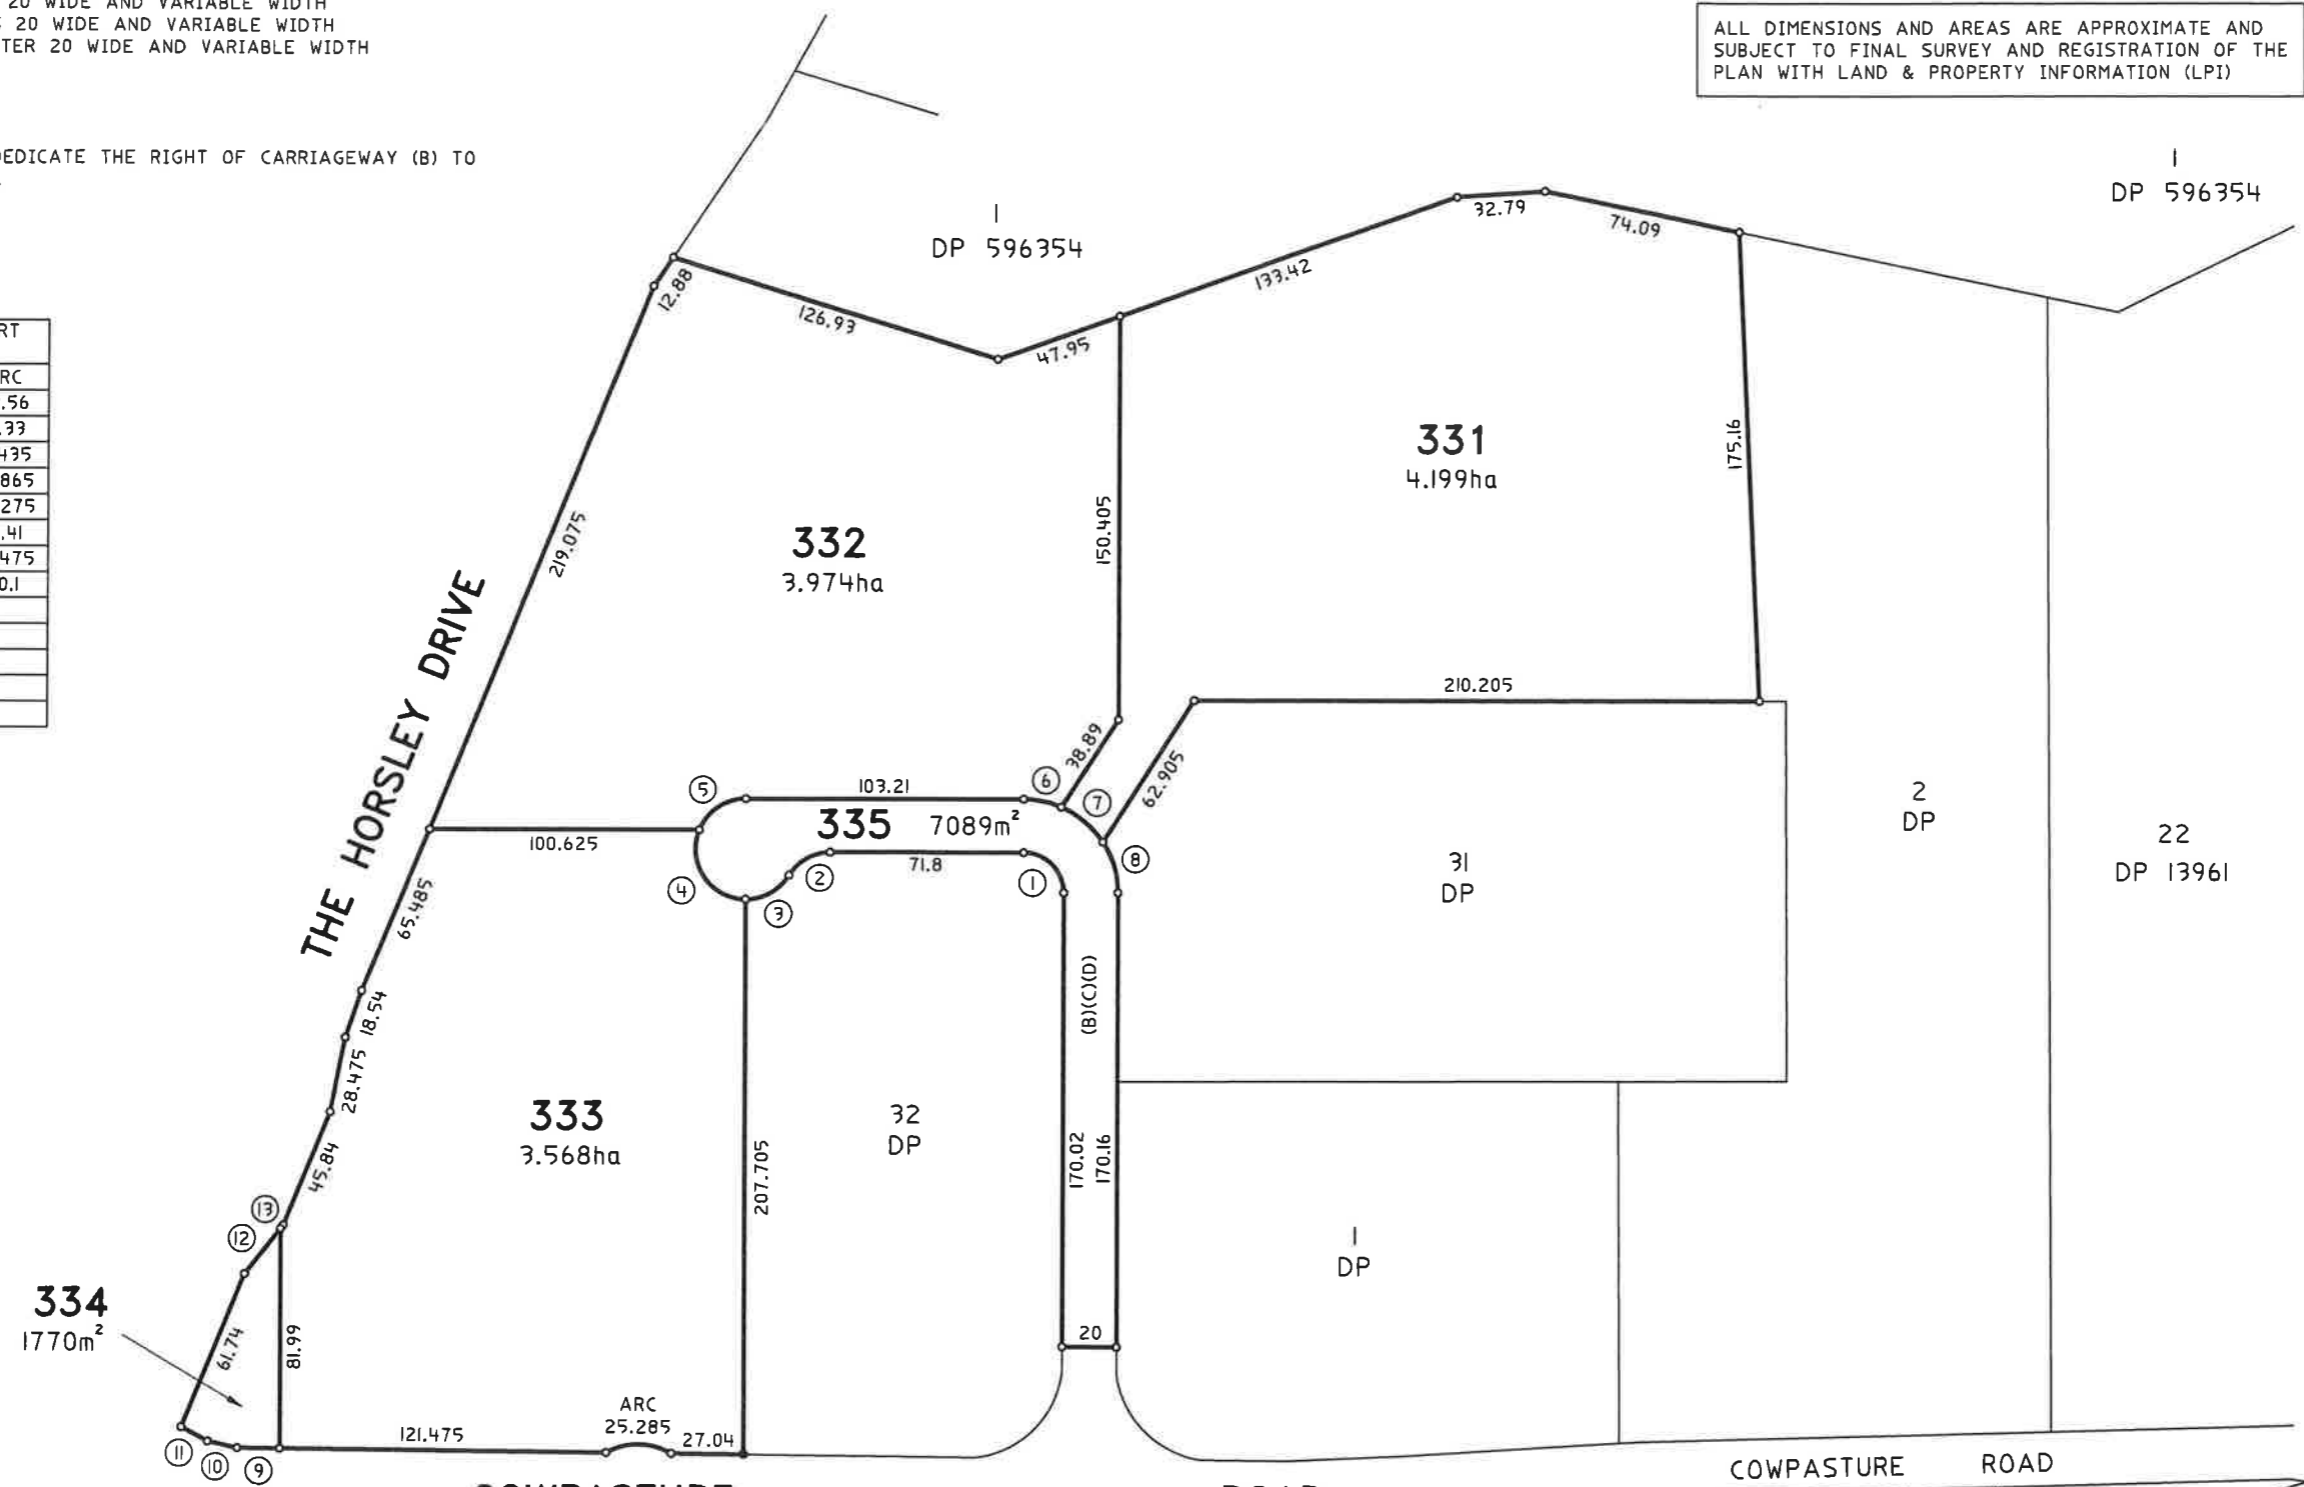 20 WIDE AND VARIABLE WIDTH
20 WIDE AND VARIABLE WIDTH
TER 20 WIDE AND VARIABLE WIDTH
ALL DIMENSIONS AND AREAS ARE APPROXIMATE AND
SUBJECT TO FINAL SURVEY AND REGISTRATION OF THE
PLAN WITH LAND & PROPERTY INFORMATION (LPI)
DEDICATE THE RIGHT OF CARRIAGEWAY (B) TO
RT
RC
.56
.33
435
865
275
.41
475
0.1
1
DP 596354
1
DP 596354
32.79
74.09
133.42
12.88
126.93
47.95
331
4.199ha
175.16
150.405
219.075
332
3.974ha
THE HORSLEY DRIVE
210.205
38.89
62.905
103.21
5
6
7
335 7089m²
100.625
71.8
4
3
2
1
8
31
DP
2
DP
22
DP 13961
65.485
18.54
28.475
45.84
(B)(C)(D)
333
3.568ha
32
DP
207.705
170.02
170.16
1
DP
13
12
334
1770m²
61.74
81.99
20
ARC
25.285
121.475
27.04
11
10
9
COWPASTURE ROAD
COWPASTURE ROAD